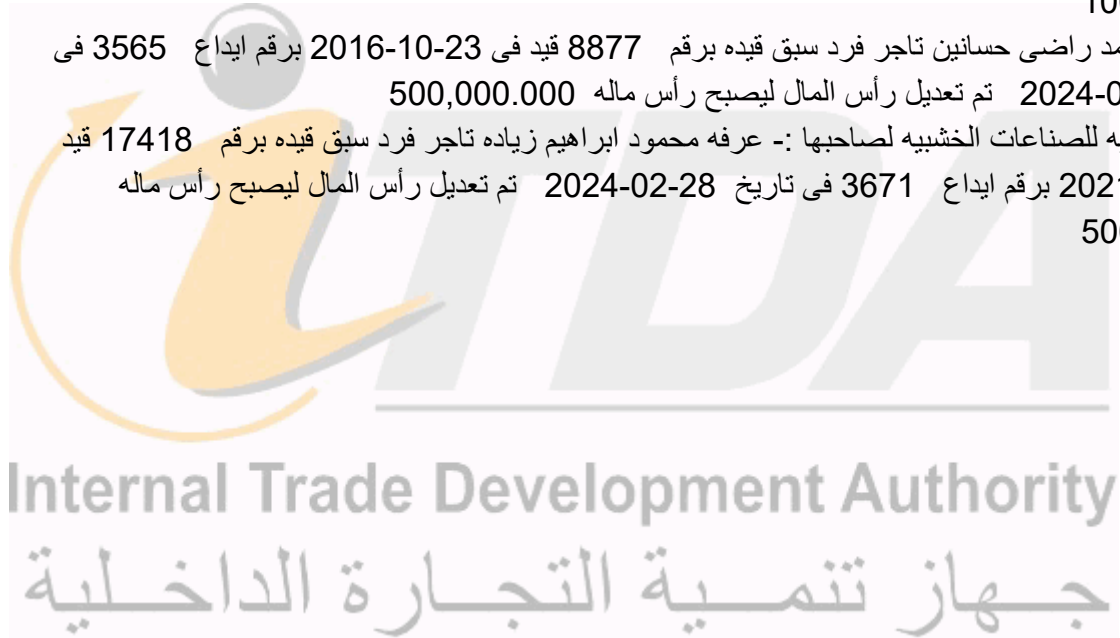 مد راضى حسانين تاجر فرد سبق قيده برقم 8877 قيد فى 23-10-2016 برقم ايداع 3565 فى
2024-0 تم تعديل رأس المال ليصبح رأس ماله 500,000.000
ه للصناعات الخشبيه لصاحبها :- عرفه محمود ابراهيم زياده تاجر فرد سبق قيده برقم 17418 قيد
2021 برقم ايداع 3671 فى تاريخ 28-02-2024 تم تعديل رأس المال ليصبح رأس ماله
500
iTDA
Internal Trade Development Authority
جهاز تنمية التجارة الداخلية